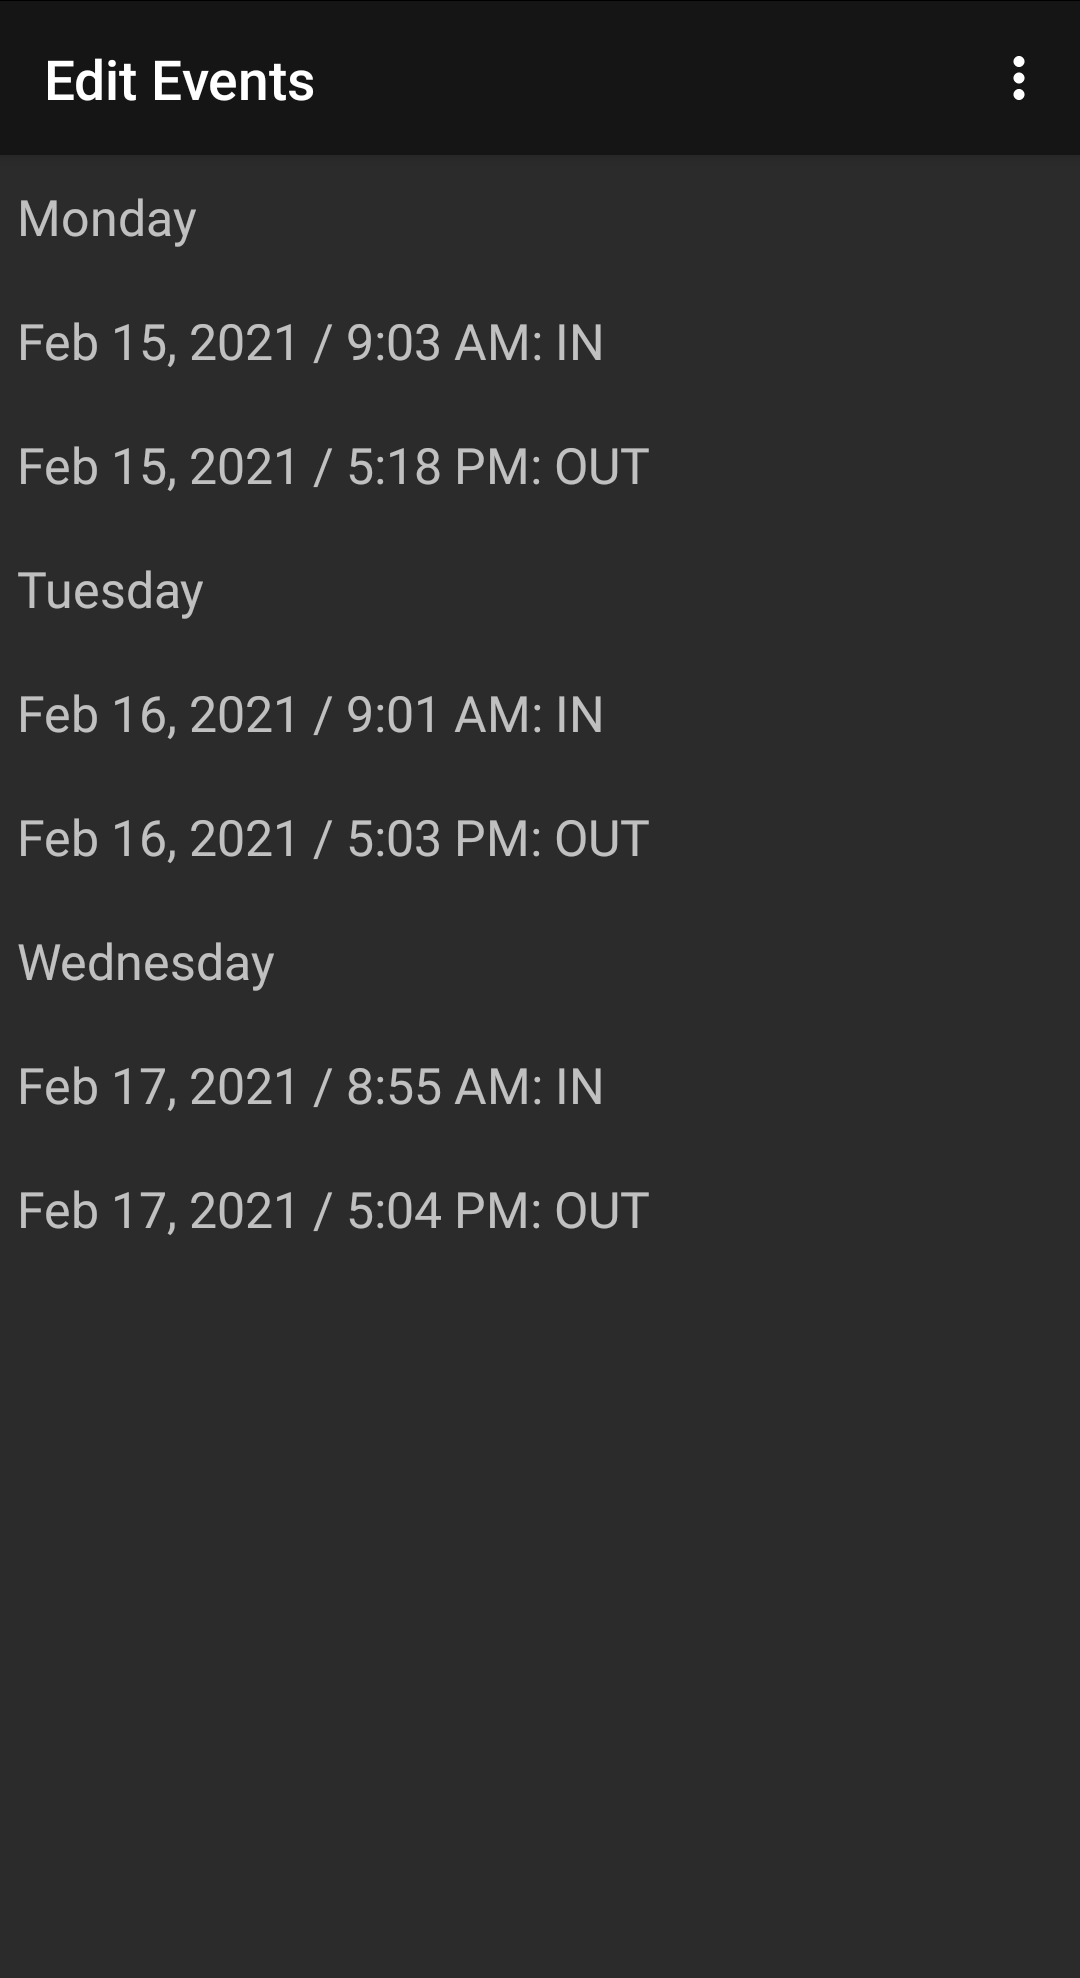 Edit Events
Monday
Feb 15, 2021 / 9:03 AM: IN
Feb 15, 2021 / 5:18 PM: OUT
Tuesday
Feb 16, 2021 / 9:01 AM: IN
Feb 16, 2021 / 5:03 PM: OUT
Wednesday
Feb 17, 2021 / 8:55 AM: IN
Feb 17, 2021 / 5:04 PM: OUT